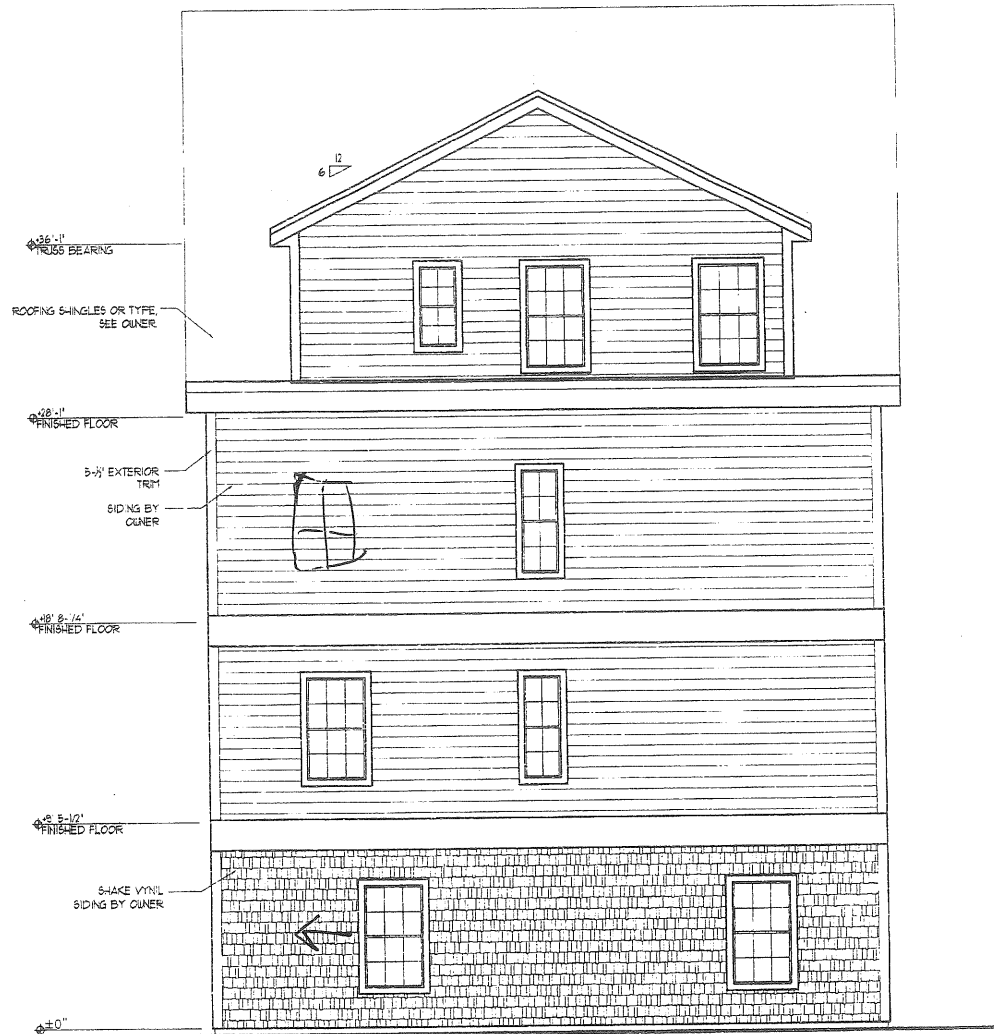 12
6
+36'-1"
TRUSS BEARING
ROOFING SHINGLES OR TYPE,
SEE OWNER
+28'-1"
FINISHED FLOOR
5-½" EXTERIOR
TRIM
SIDING BY
OWNER
+18' 8-1/4"
FINISHED FLOOR
+9' 5-1/2"
FINISHED FLOOR
SHAKE VYNIL
SIDING BY OWNER
±0"